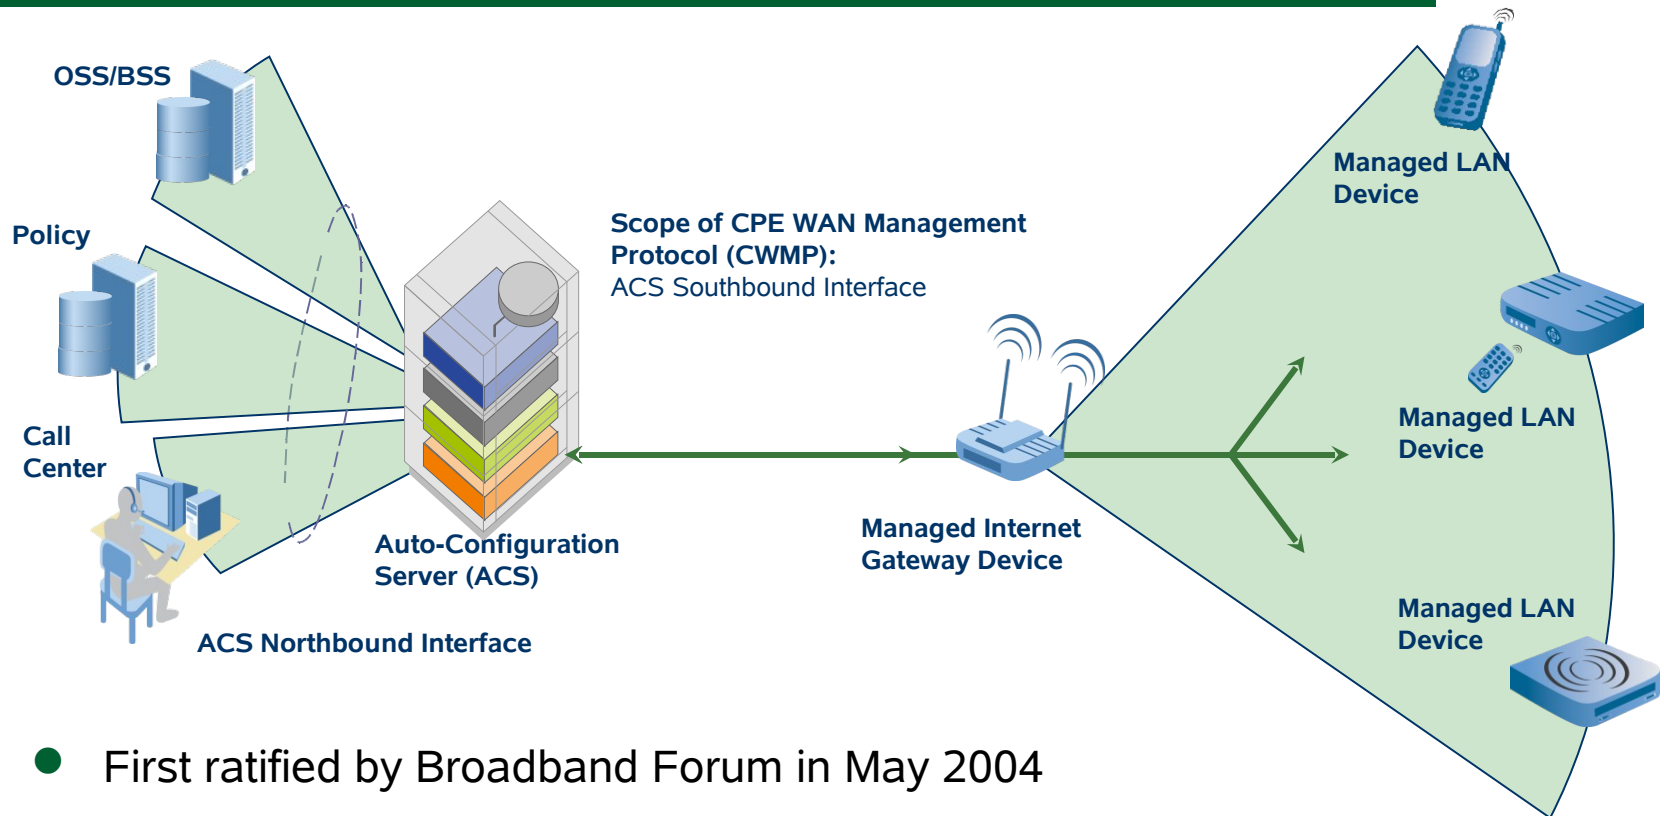 OSS/BSS
Policy
Call
Center
ACS Northbound Interface
Auto-Configuration
Server (ACS)
Scope of CPE WAN Management
Protocol (CWMP):
ACS Southbound Interface
Managed Internet
Gateway Device
Managed LAN
Device
Managed LAN
Device
Managed LAN
Device
● First ratified by Broadband Forum in May 2004